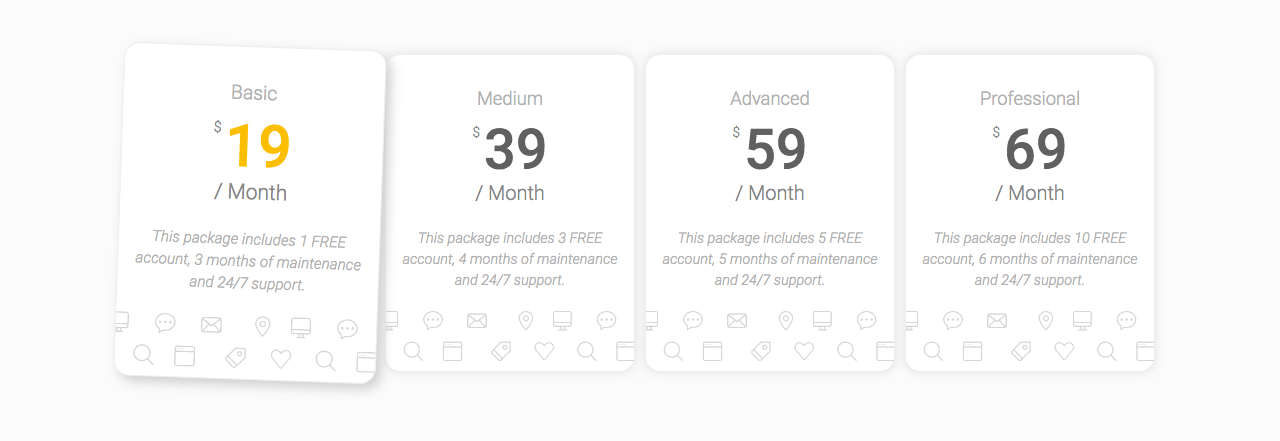 Basic
$ 19
/ Month
This package includes 1 FREE
account, 3 months of maintenance
and 24/7 support.
Medium
$ 39
/ Month
This package includes 3 FREE
account, 4 months of maintenance
and 24/7 support.
Advanced
$ 59
/ Month
This package includes 5 FREE
account, 5 months of maintenance
and 24/7 support.
Professional
$ 69
/ Month
This package includes 10 FREE
account, 6 months of maintenance
and 24/7 support.